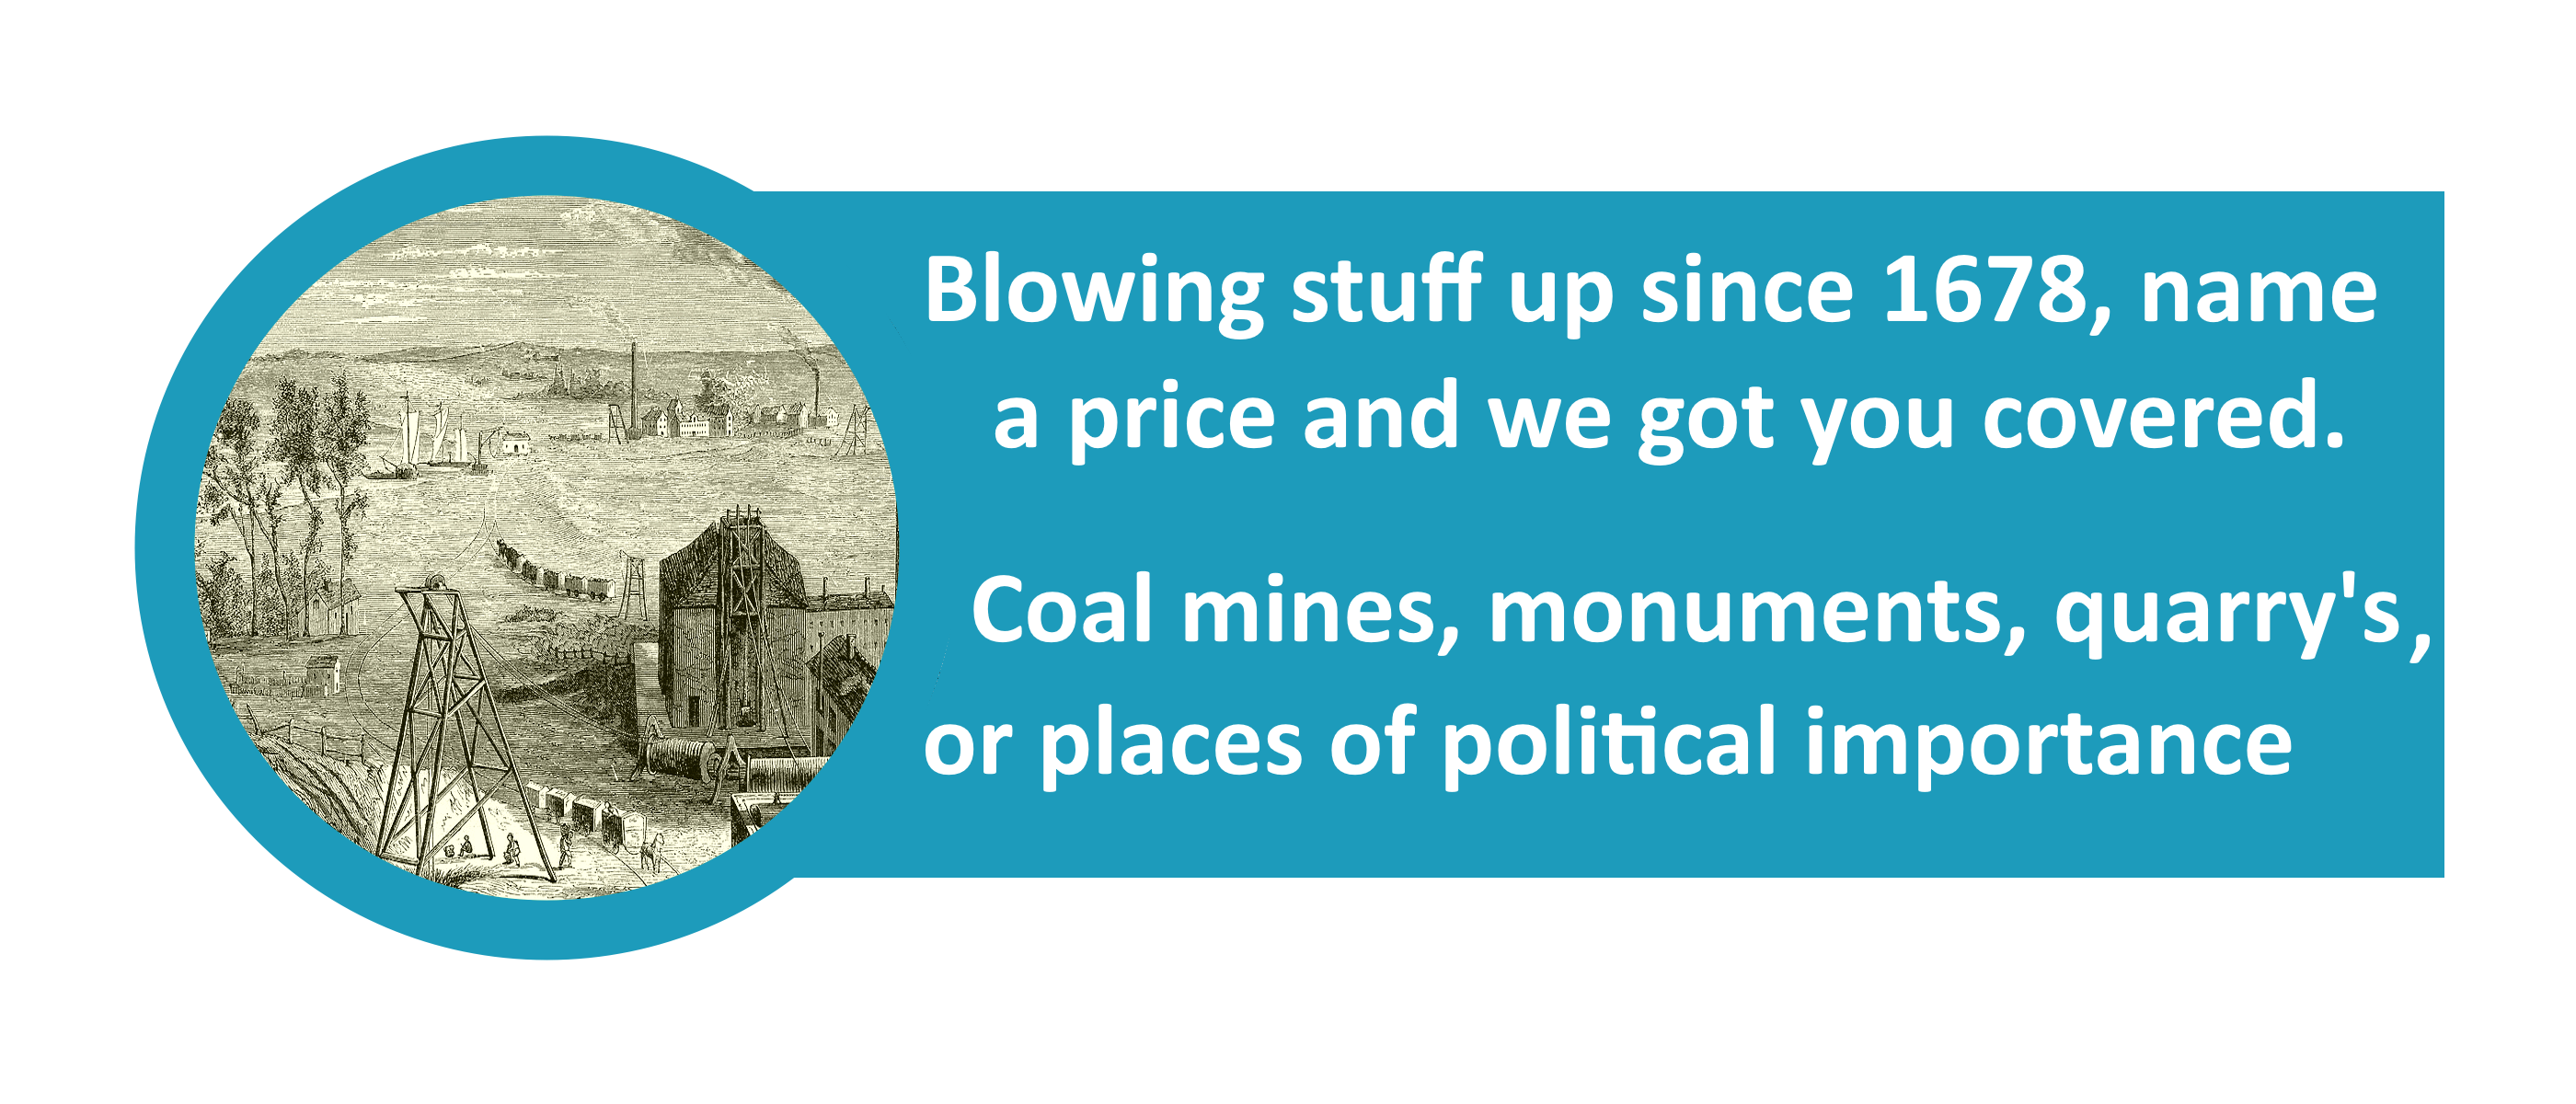 Blowing stuff up since 1678, name
a price and we got you covered.
Coal mines, monuments, quarry's,
or places of political importance